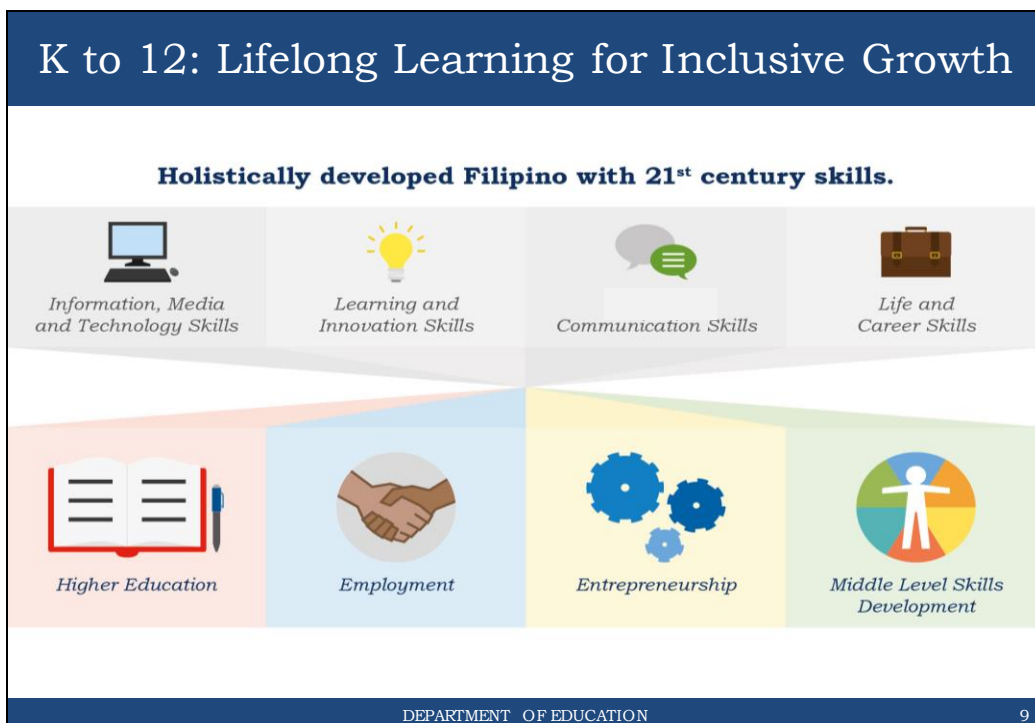 K to 12: Lifelong Learning for Inclusive Growth
Holistically developed Filipino with 21st century skills.
Information, Media
and Technology Skills
Learning and
Innovation Skills
Communication Skills
Life and
Career Skills
Higher Education
Employment
Entrepreneurship
Middle Level Skills
Development
DEPARTMENT OF EDUCATION
9